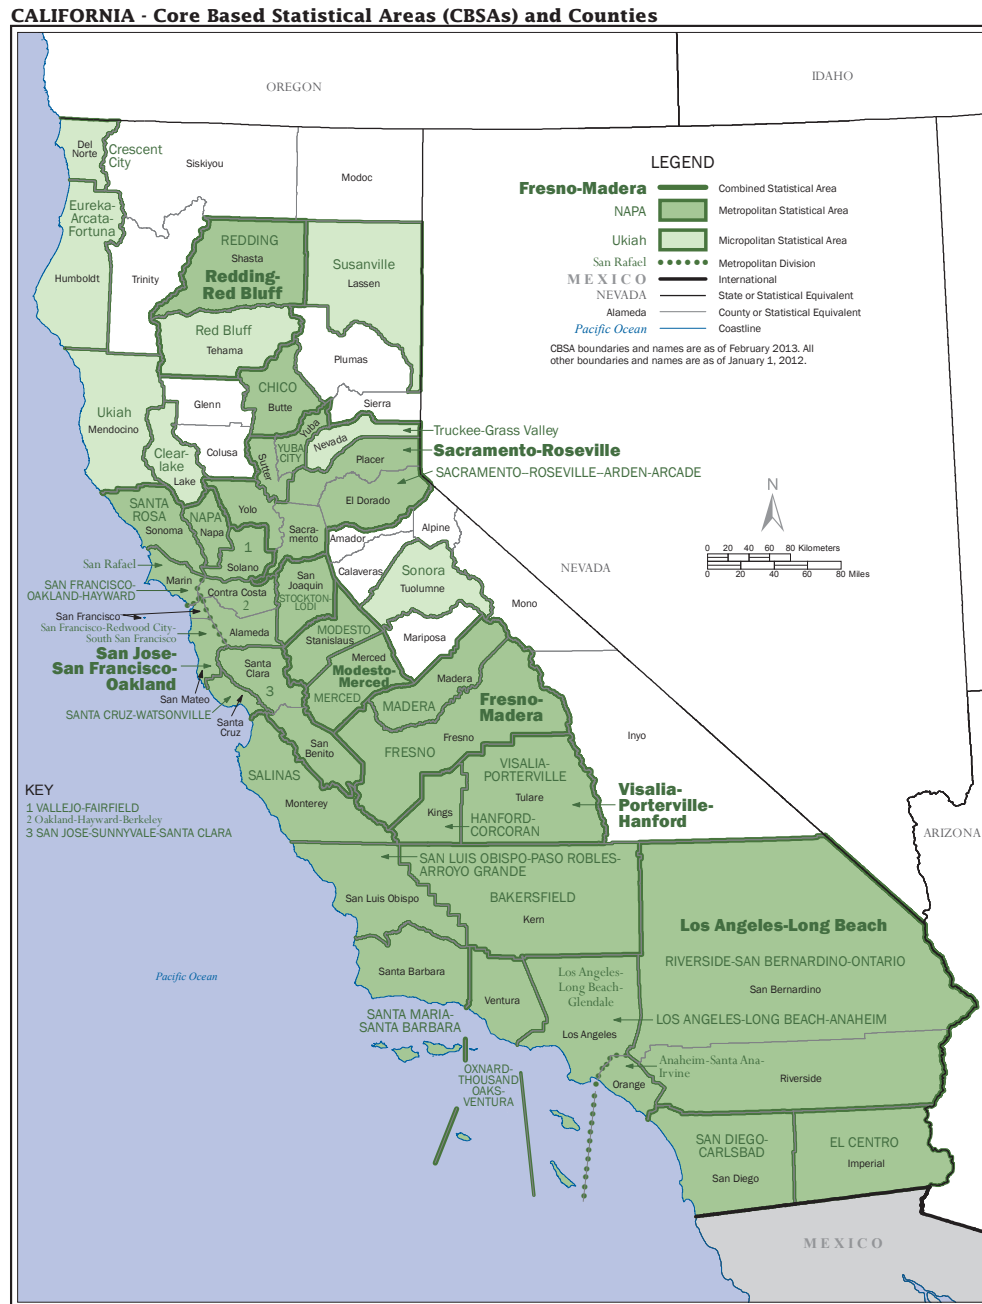 CALIFORNIA - Core Based Statistical Areas (CBSAs) and Counties
OREGON
IDAHO
Del
Norte
Crescent
City
Siskiyou
Modoc
LEGEND
Fresno-Madera
Combined Statistical Area
NAPA
Metropolitan Statistical Area
Ukiah
Micropolitan Statistical Area
San Rafael
Metropolitan Division
MEXICO
International
NEVADA
State or Statistical Equivalent
Alameda
County or Statistical Equivalent
Pacific Ocean
Coastline
CBSA boundaries and names are as of February 2013. All
other boundaries and names are as of January 1, 2012.
Eureka-
Arcata-
Fortuna
Humboldt
Trinity
REDDING
Shasta
Redding-
Red Bluff
Susanville
Lassen
Red Bluff
Tehama
Plumas
CHICO
Butte
Glenn
Sierra
Ukiah
Mendocino
Colusa
Yuba
Nevada
Truckee-Grass Valley
Clear-
lake
Lake
Sutter
YUBA
CITY
Placer
Sacramento-Roseville
SACRAMENTO–ROSEVILLE–ARDEN-ARCADE
El Dorado
SANTA
ROSA
Sonoma
NAPA
Napa
Yolo
Sacra-
mento
Amador
Alpine
N
0 20 40 60 80 Kilometers
0 20 40 60 80 Miles
1
Solano
Calaveras
Sonora
Tuolumne
NEVADA
Mono
San Rafael
Marin
SAN FRANCISCO-
OAKLAND-HAYWARD
Contra Costa
2
San
Joaquin
STOCKTON-
LODI
San Francisco
San Francisco-Redwood City-
South San Francisco
Alameda
MODESTO
Stanislaus
Mariposa
San Jose-
San Francisco-
Oakland
Santa
Clara
3
Merced
Modesto-
Merced
MERCED
Madera
MADERA
San Mateo
SANTA CRUZ-WATSONVILLE
Santa
Cruz
Fresno-
Madera
Fresno
FRESNO
San
Benito
Inyo
SALINAS
Monterey
VISALIA-
PORTERVILLE
Tulare
Kings
HANFORD-
CORCORAN
Visalia-
Porterville-
Hanford
KEY
1 VALLEJO-FAIRFIELD
2 Oakland-Hayward-Berkeley
3 SAN JOSE-SUNNYVALE-SANTA CLARA
ARIZONA
SAN LUIS OBISPO-PASO ROBLES-
ARROYO GRANDE
San Luis Obispo
BAKERSFIELD
Kern
Los Angeles-Long Beach
RIVERSIDE-SAN BERNARDINO-ONTARIO
San Bernardino
Pacific Ocean
Santa Barbara
Ventura
Los Angeles-
Long Beach-
Glendale
SANTA MARIA-
SANTA BARBARA
LOS ANGELES-LONG BEACH-ANAHEIM
Los Angeles
Anaheim-Santa Ana-
Irvine
Orange
Riverside
OXNARD-
THOUSAND
OAKS-
VENTURA
SAN DIEGO-
CARLSBAD
San Diego
EL CENTRO
Imperial
MEXICO